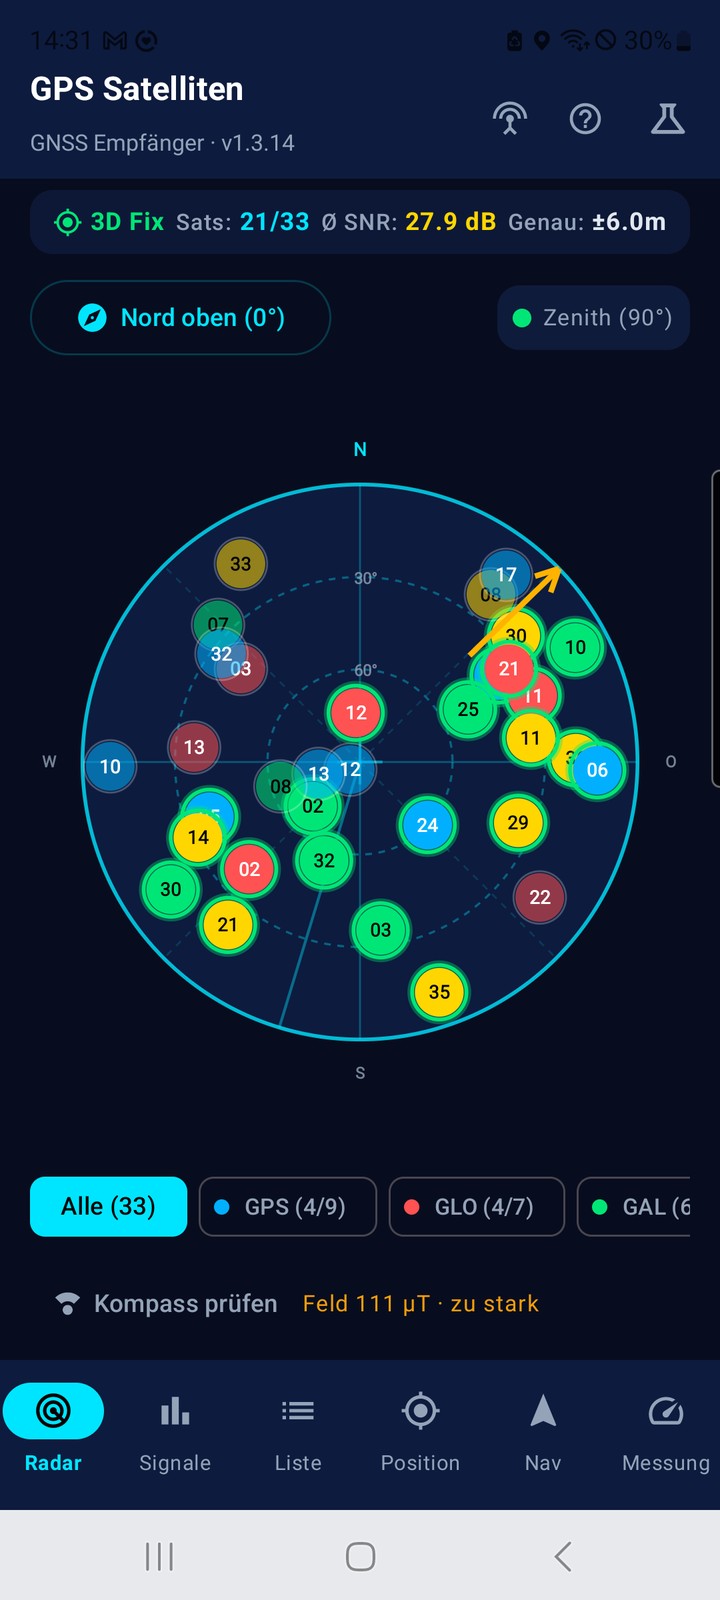 14:31 30%
GPS Satelliten
GNSS Empfänger · v1.3.14
3D Fix Sats: 21/33 Ø SNR: 27.9 dB Genau: ±6.0m
Nord oben (0°) Zenith (90°)
N
33 30° 17
08
07 30 10
32 03 60° 21
11
12 25
13 11
W 10 13 12 06 O
08 02
14 24 29
32
30 02 22
21 03
35
S
Alle (33) GPS (4/9) GLO (4/7) GAL (6
Kompass prüfen Feld 111 µT · zu stark
Radar Signale Liste Position Nav Messung